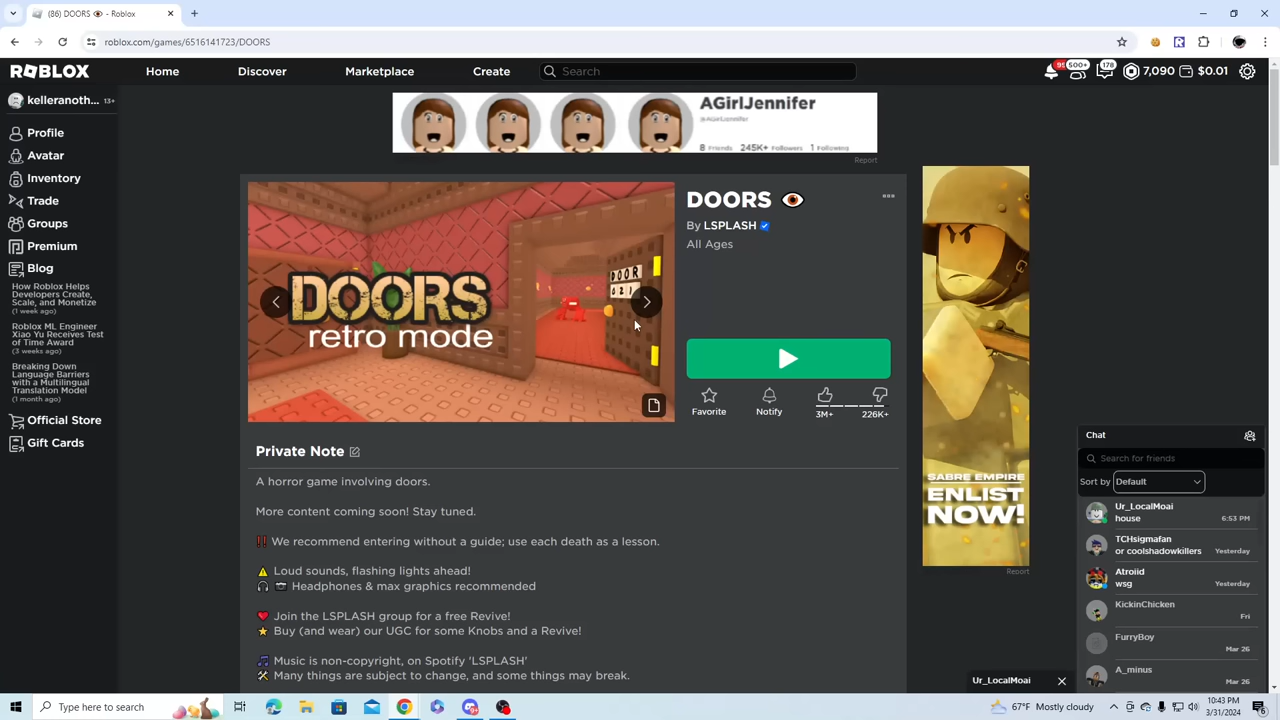 (86) DOORS 👁 - Roblox
roblox.com/games/6516141723/DOORS
ROBLOX
Home
Discover
Marketplace
Create
Search
500+
178
7,090
$0.01
kelleranoth...
13+
Profile
Avatar
Inventory
Trade
Groups
Premium
Blog
How Roblox Helps
Developers Create,
Scale, and Monetize
(1 week ago)
Roblox ML Engineer
Xiao Yu Receives Test
of Time Award
(3 weeks ago)
Breaking Down
Language Barriers
with a Multilingual
Translation Model
(1 month ago)
Official Store
Gift Cards
AGirlJennifer
@AGirlJennifer
8 Friends 245K+ Followers 1 Following
Report
DOORS
retro mode
DOOR
021
DOORS 👁
By LSPLASH
All Ages
Favorite
Notify
3M+
226K+
Private Note
A horror game involving doors.
More content coming soon! Stay tuned.
‼ We recommend entering without a guide; use each death as a lesson.
⚠ Loud sounds, flashing lights ahead!
🎧 📷 Headphones & max graphics recommended
❤ Join the LSPLASH group for a free Revive!
⭐ Buy (and wear) our UGC for some Knobs and a Revive!
🎵 Music is non-copyright, on Spotify 'LSPLASH'
🛠 Many things are subject to change, and some things may break.
SABRE EMPIRE
ENLIST
NOW!
Report
Chat
Search for friends
Sort by
Default
Ur_LocalMoai
house
6:53 PM
TCHsigmafan
or coolshadowkillers
Yesterday
Atroiid
wsg
Yesterday
KickinChicken
Fri
FurryBoy
Mar 26
A_minus
Mar 26
Ur_LocalMoai
Type here to search
67°F Mostly cloudy
10:43 PM
3/31/2024